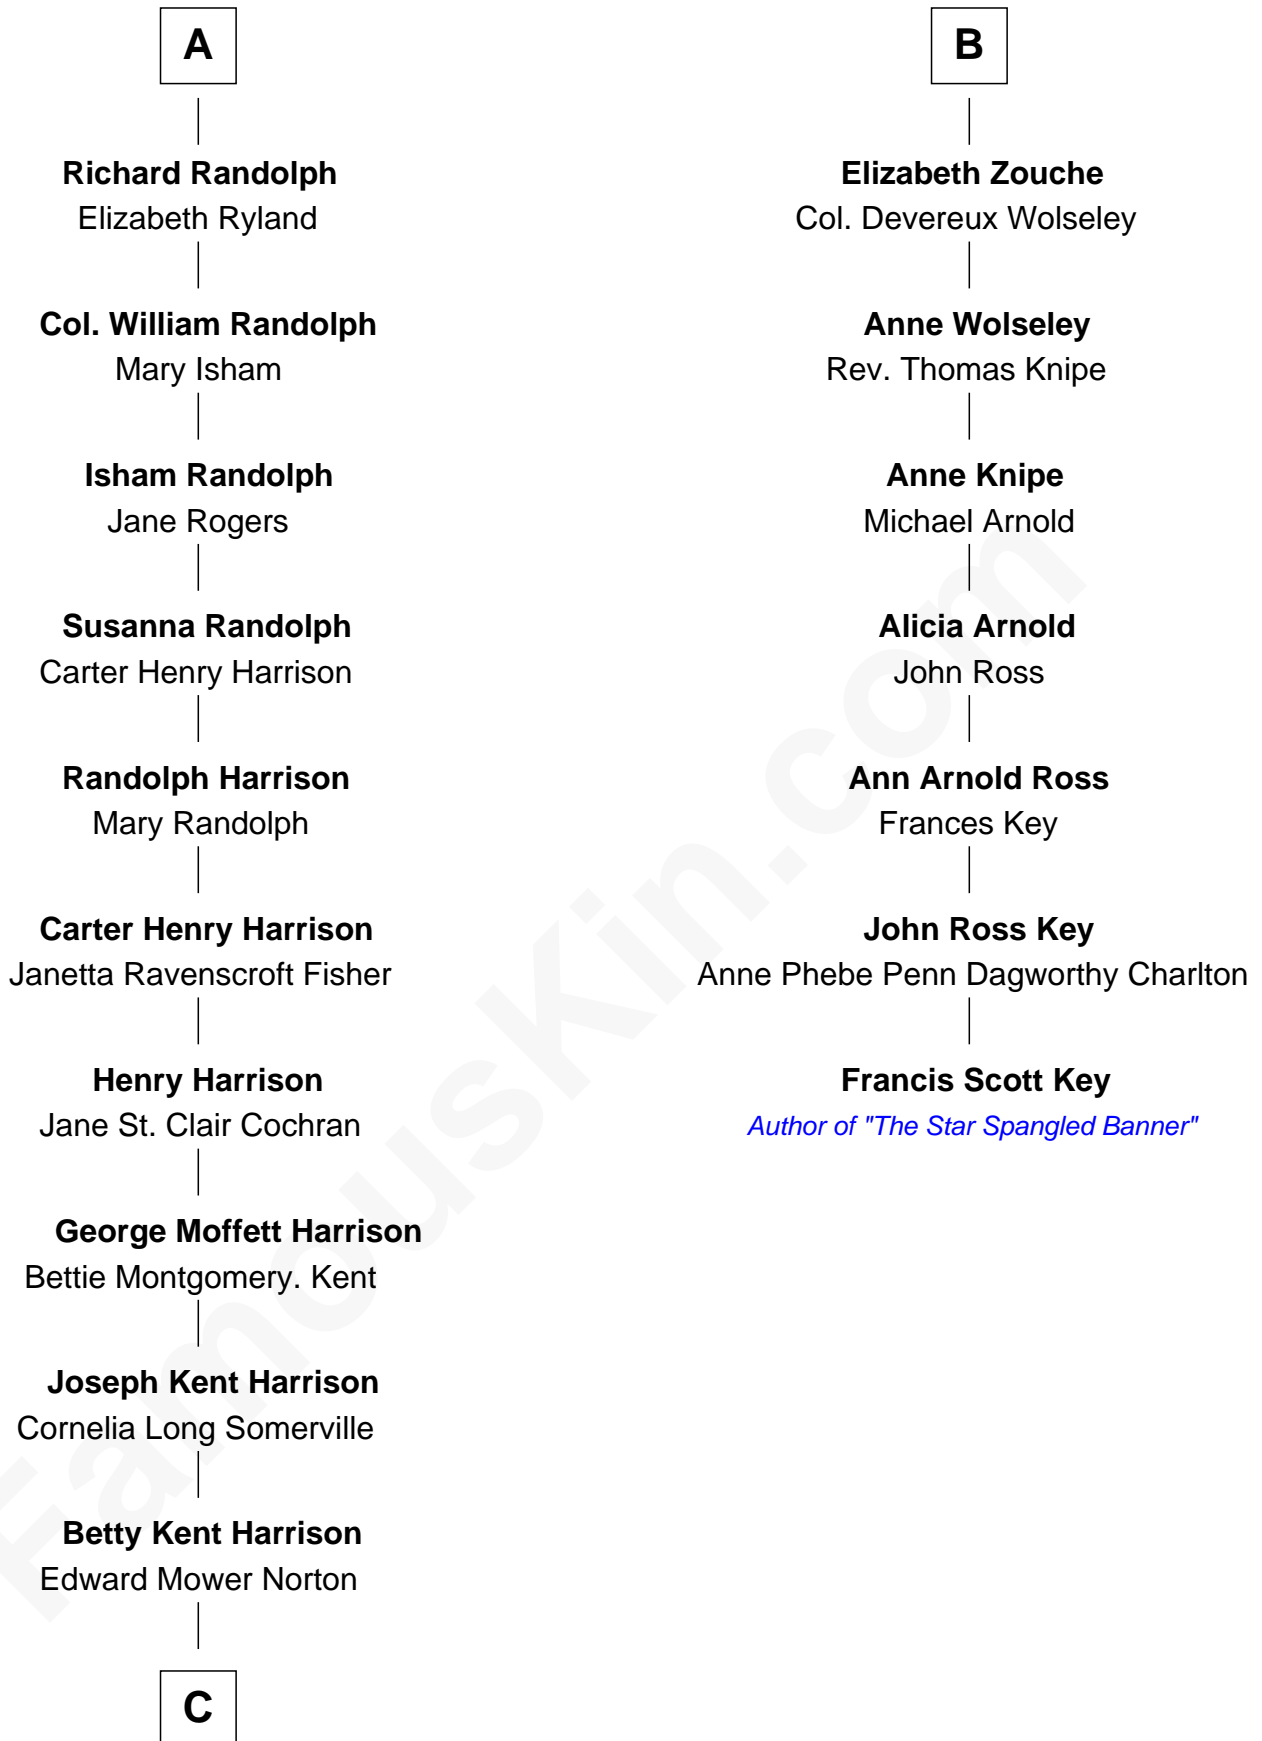 A
Richard Randolph
Elizabeth Ryland
Col. William Randolph
Mary Isham
Isham Randolph
Jane Rogers
Susanna Randolph
Carter Henry Harrison
Randolph Harrison
Mary Randolph
Carter Henry Harrison
Janetta Ravenscroft Fisher
Henry Harrison
Jane St. Clair Cochran
George Moffett Harrison
Bettie Montgomery. Kent
Joseph Kent Harrison
Cornelia Long Somerville
Betty Kent Harrison
Edward Mower Norton
C
B
Elizabeth Zouche
Col. Devereux Wolseley
Anne Wolseley
Rev. Thomas Knipe
Anne Knipe
Michael Arnold
Alicia Arnold
John Ross
Ann Arnold Ross
Frances Key
John Ross Key
Anne Phebe Penn Dagworthy Charlton
Francis Scott Key
Author of "The Star Spangled Banner"
FamousKin.com